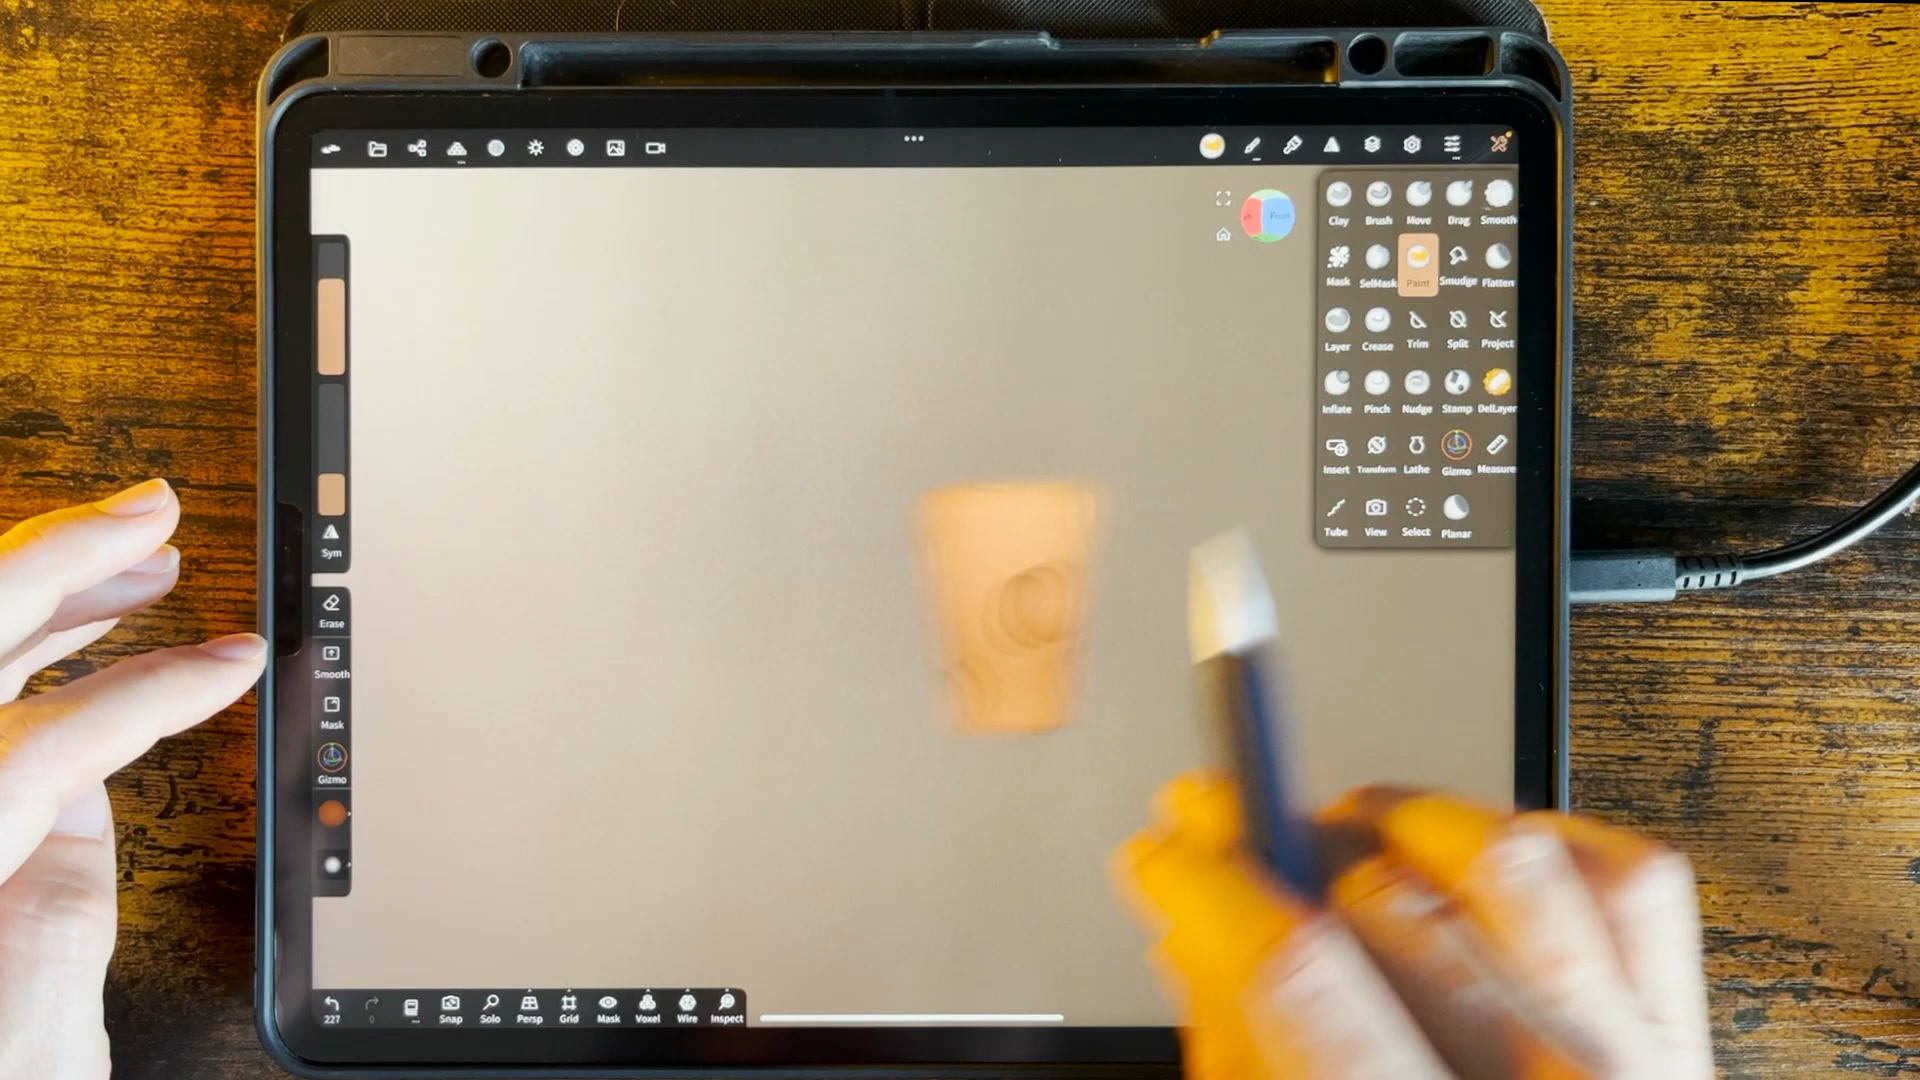 Front
Clay Brush Move Drag Smooth
Mask SelMask Paint Smudge Flatten
Layer Crease Trim Split Project
Inflate Pinch Nudge Stamp DelLayer
Insert Transform Lathe Gizmo Measure
Tube View Select Planar
Sym
Erase
Smooth
Mask
Gizmo
227 0 Snap Solo Persp Grid Mask Voxel Wire Inspect